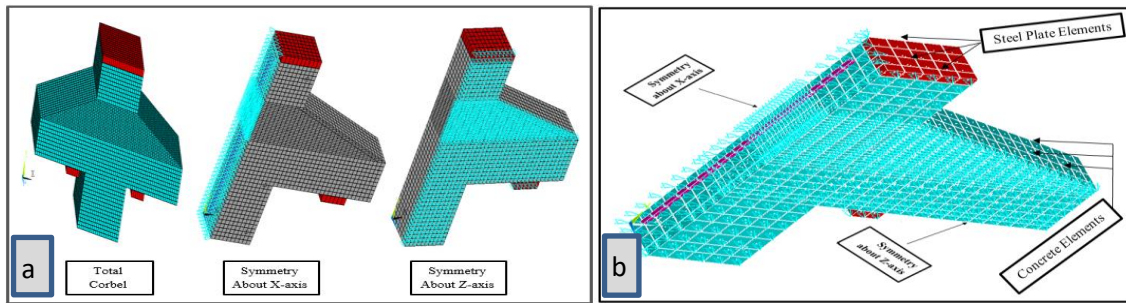 a
Total
Corbel
Symmetry
About X-axis
Symmetry
About Z-axis
b
Steel Plate Elements
Symmetry
about X-axis
Symmetry
about Z-axis
Concrete Elements